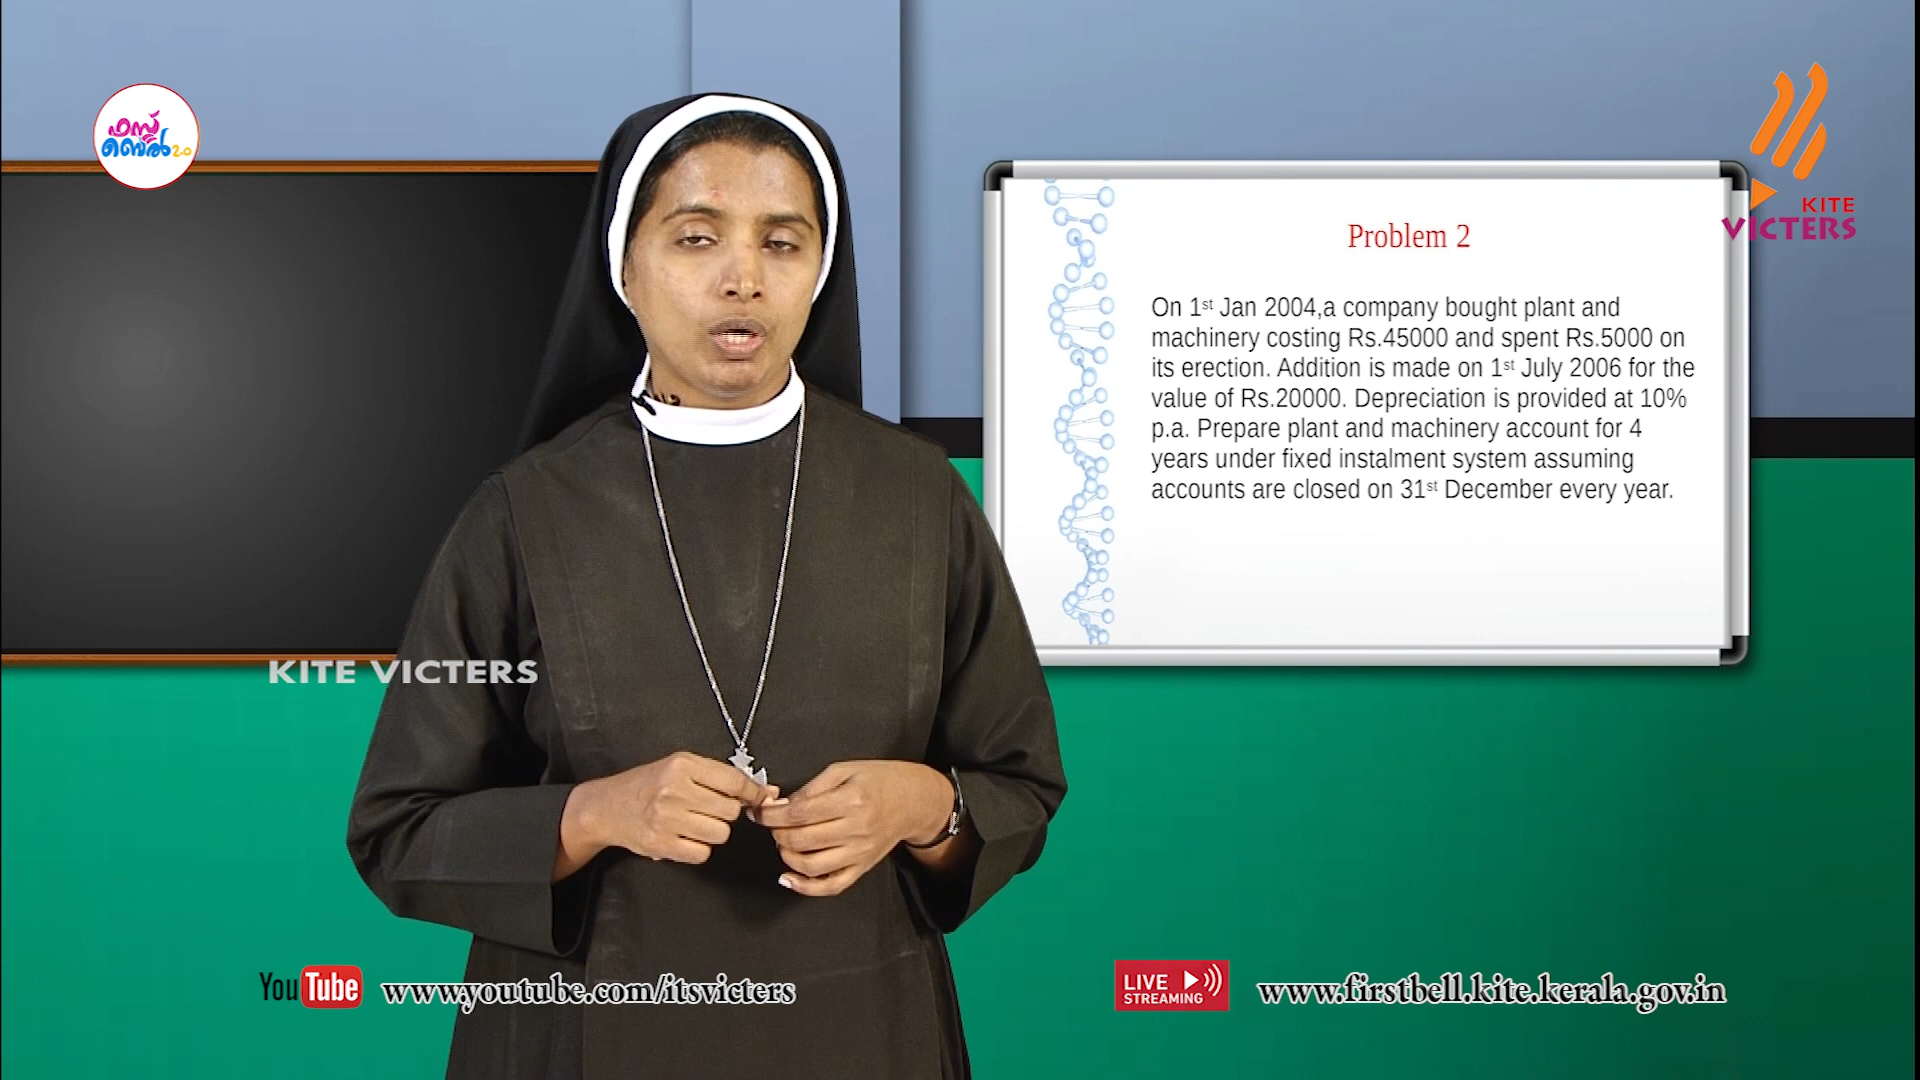 ഫസ്റ്റ്
ബെൽ 2.0
KITE
VICTERS
Problem 2
On 1st Jan 2004,a company bought plant and
machinery costing Rs.45000 and spent Rs.5000 on
its erection. Addition is made on 1st July 2006 for the
value of Rs.20000. Depreciation is provided at 10%
p.a. Prepare plant and machinery account for 4
years under fixed instalment system assuming
accounts are closed on 31st December every year.
KITE VICTERS
YouTube www.youtube.com/itsvicters
LIVE
STREAMING
www.firstbell.kite.kerala.gov.in